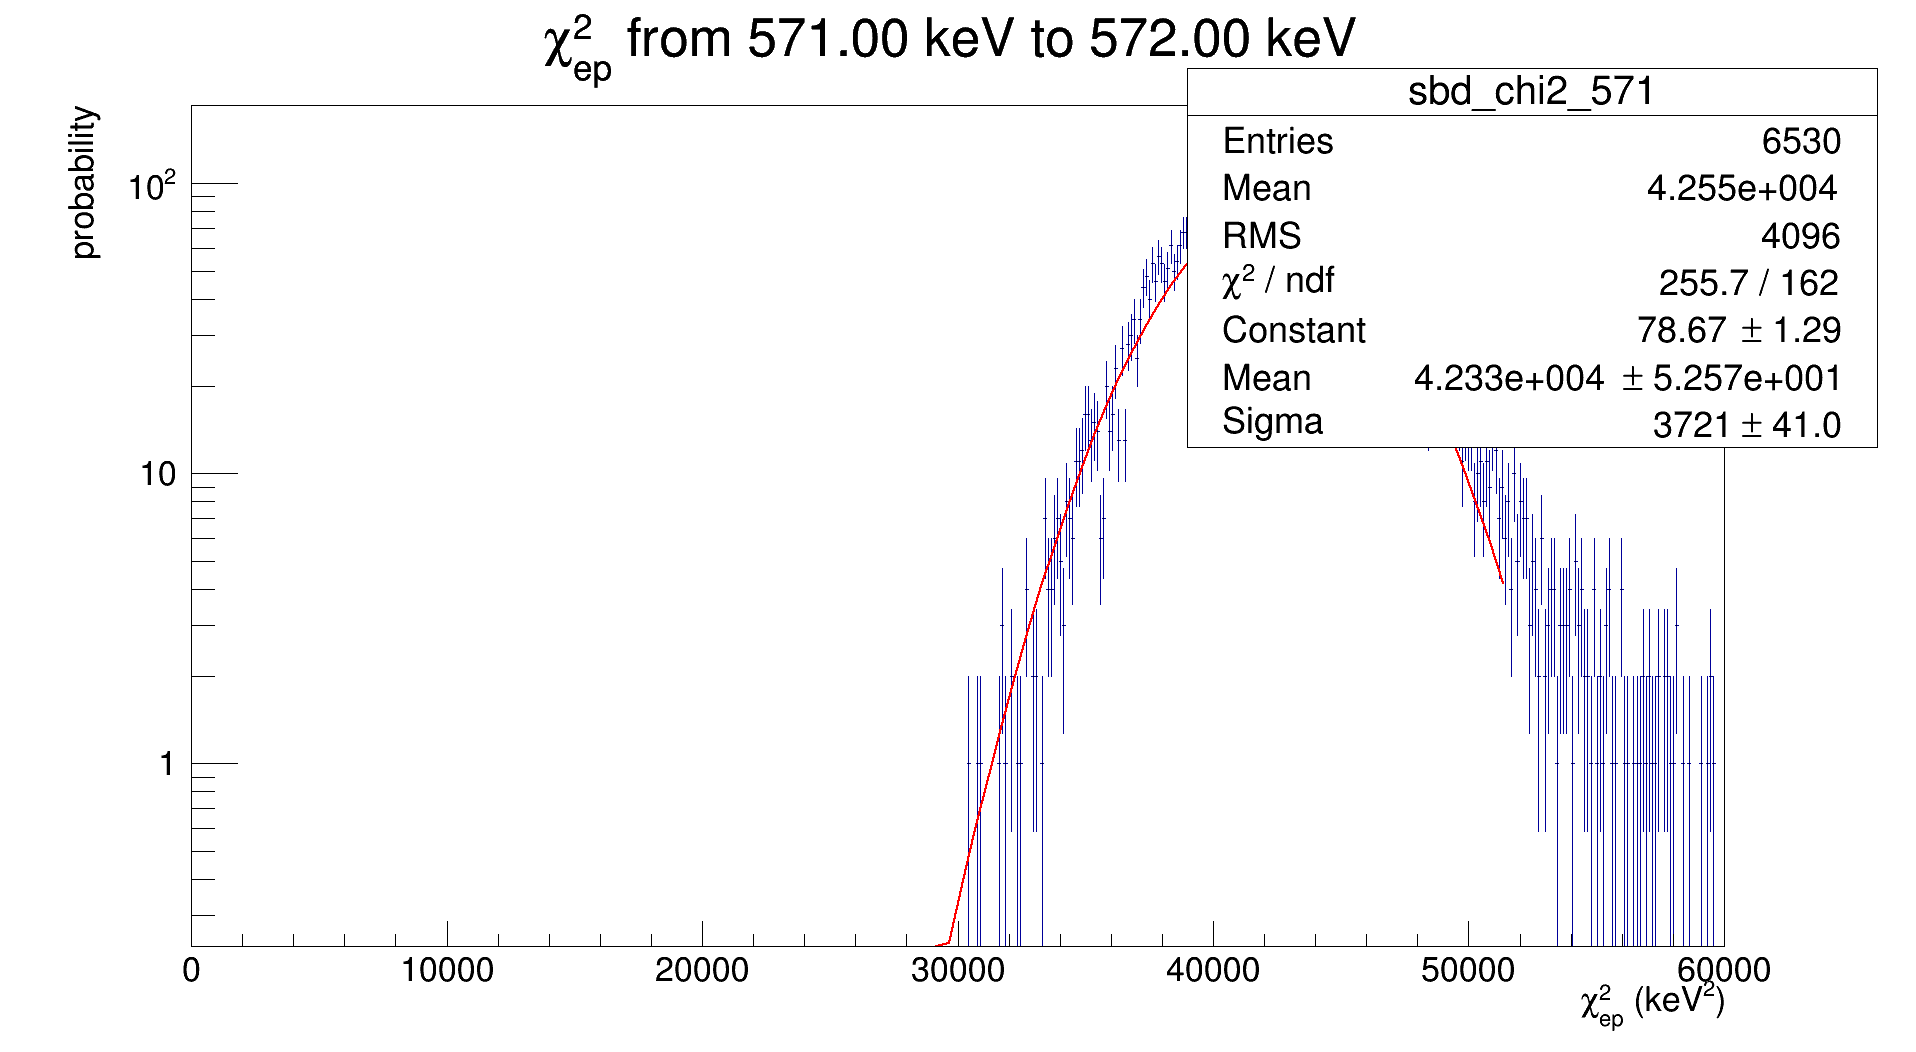 χ²ep from 571.00 keV to 572.00 keV
sbd_chi2_571
Entries 6530
Mean 4.255e+004
RMS 4096
χ² / ndf 255.7 / 162
Constant 78.67 ± 1.29
Mean 4.233e+004 ± 5.257e+001
Sigma 3721 ± 41.0
probability
10²
10
1
0 10000 20000 30000 40000 50000 60000
χ²ep (keV²)